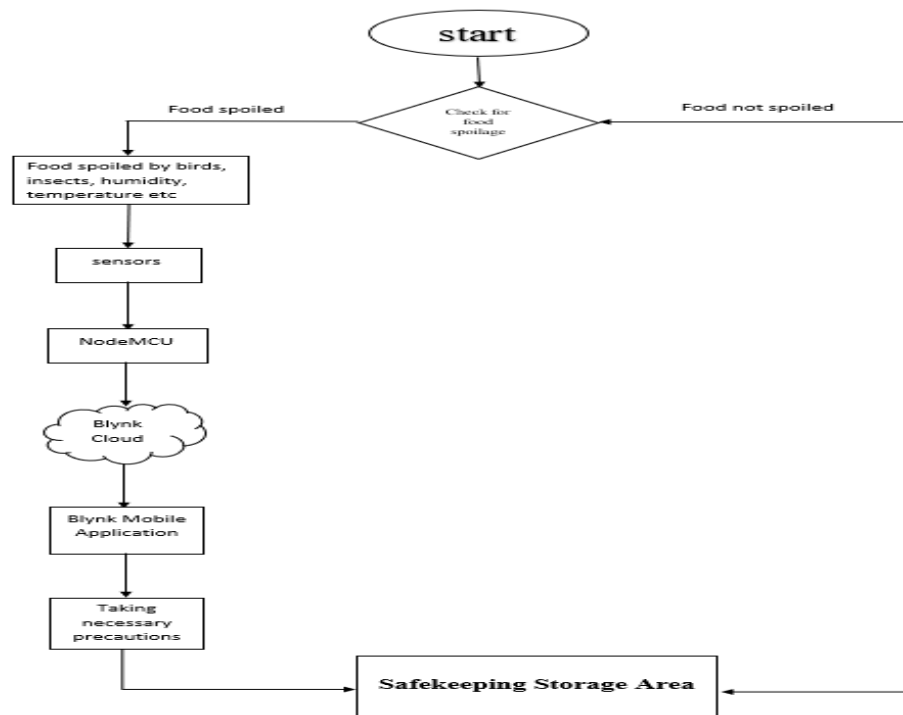 start
Check for
food
spoilage
Food spoiled
Food not spoiled
Food spoiled by birds,
insects, humidity,
temperature etc
sensors
NodeMCU
Blynk
Cloud
Blynk Mobile
Application
Taking
necessary
precautions
Safekeeping Storage Area